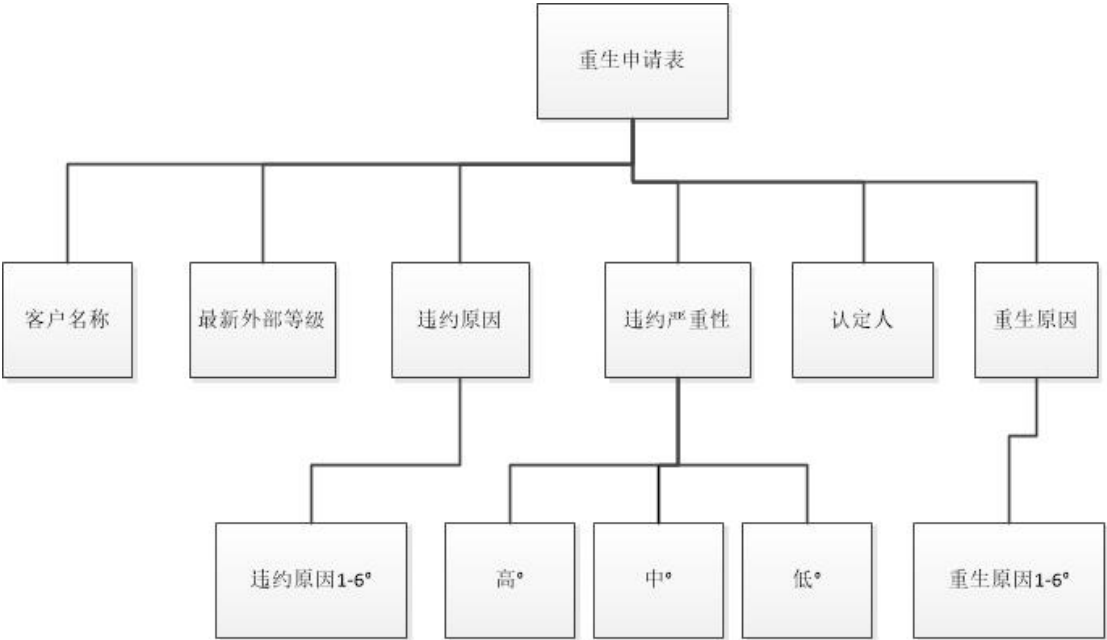 重生申请表
客户名称
最新外部等级
违约原因
违约严重性
认定人
重生原因
违约原因1-6°
高°
中°
低°
重生原因1-6°